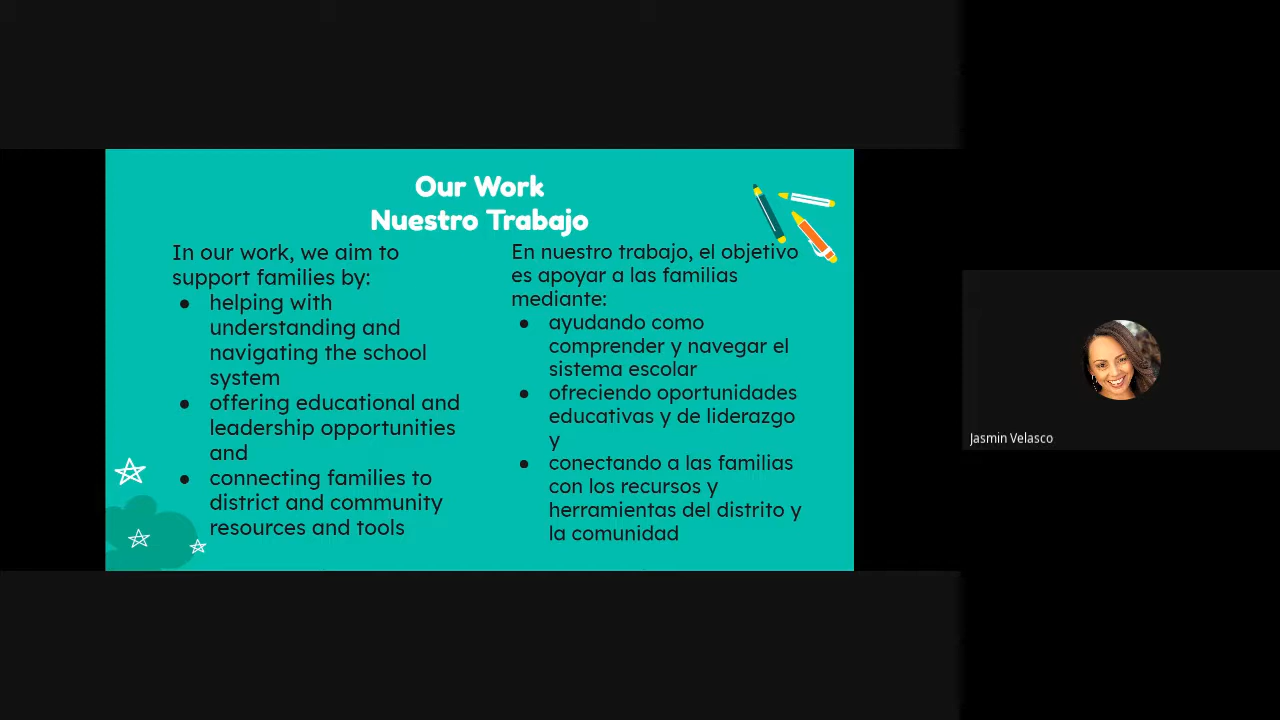 Our Work
Nuestro Trabajo
In our work, we aim to
support families by:
● helping with
understanding and
navigating the school
system
● offering educational and
leadership opportunities
and
● connecting families to
district and community
resources and tools
En nuestro trabajo, el objetivo
es apoyar a las familias
mediante:
● ayudando como
comprender y navegar el
sistema escolar
● ofreciendo oportunidades
educativas y de liderazgo
y
● conectando a las familias
con los recursos y
herramientas del distrito y
la comunidad
Jasmin Velasco